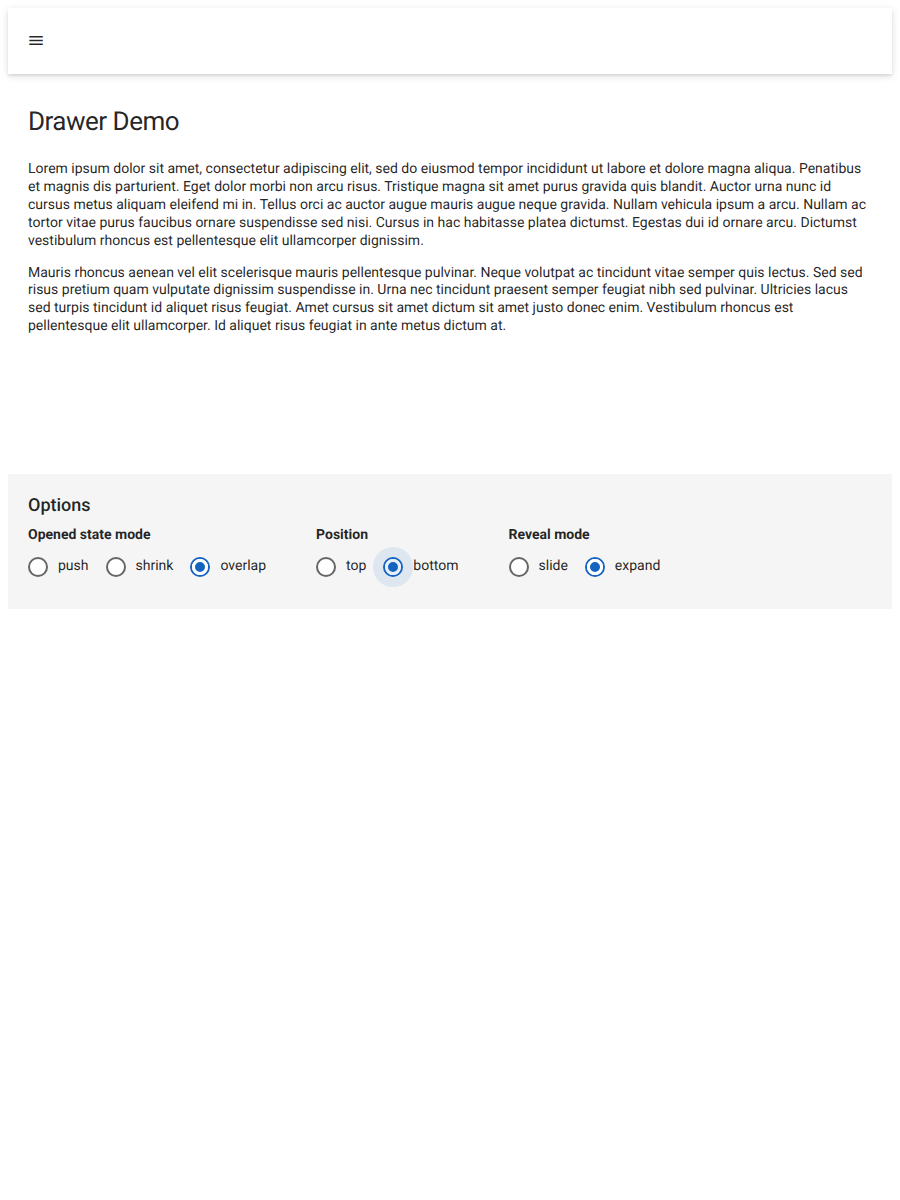 Drawer Demo
Lorem ipsum dolor sit amet, consectetur adipiscing elit, sed do eiusmod tempor incididunt ut labore et dolore magna aliqua. Penatibus
et magnis dis parturient. Eget dolor morbi non arcu risus. Tristique magna sit amet purus gravida quis blandit. Auctor urna nunc id
cursus metus aliquam eleifend mi in. Tellus orci ac auctor augue mauris augue neque gravida. Nullam vehicula ipsum a arcu. Nullam ac
tortor vitae purus faucibus ornare suspendisse sed nisi. Cursus in hac habitasse platea dictumst. Egestas dui id ornare arcu. Dictumst
vestibulum rhoncus est pellentesque elit ullamcorper dignissim.
Mauris rhoncus aenean vel elit scelerisque mauris pellentesque pulvinar. Neque volutpat ac tincidunt vitae semper quis lectus. Sed sed
risus pretium quam vulputate dignissim suspendisse in. Urna nec tincidunt praesent semper feugiat nibh sed pulvinar. Ultricies lacus
sed turpis tincidunt id aliquet risus feugiat. Amet cursus sit amet dictum sit amet justo donec enim. Vestibulum rhoncus est
pellentesque elit ullamcorper. Id aliquet risus feugiat in ante metus dictum at.
Options
Opened state mode
push shrink overlap
Position
top bottom
Reveal mode
slide expand